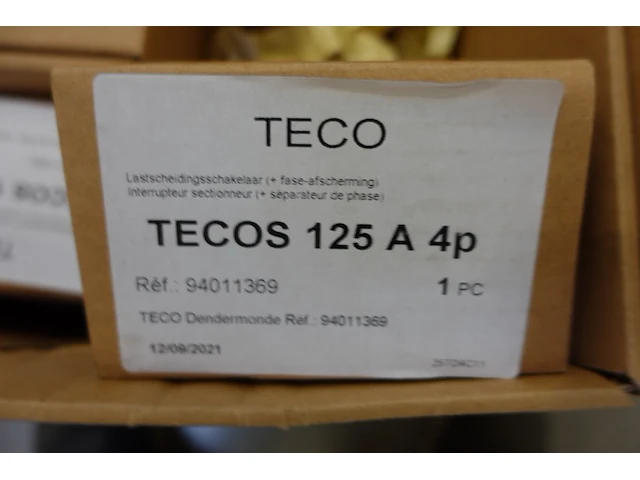 TECO
Lastscheidingsschakelaar (+ fase-afscherming)
Interrupteur sectionneur (+ séparateur de phase)
TECOS 125 A 4p
Réf.: 94011369
1 PC
TECO Dendermonde Ref.: 94011369
12/09/2021